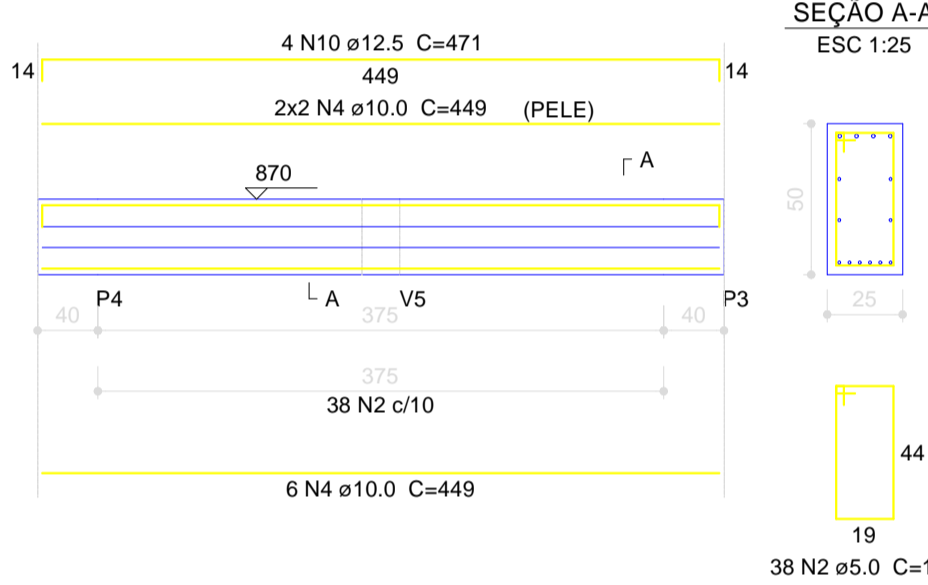 SEÇÃO A-A
ESC 1:25
4 N10 ø12.5 C=471
14
449
14
2x2 N4 ø10.0 C=449 (PELE)
A
870
50
P4
A
V5
P3
40
375
40
25
375
38 N2 c/10
44
6 N4 ø10.0 C=449
19
38 N2 ø5.0 C=1